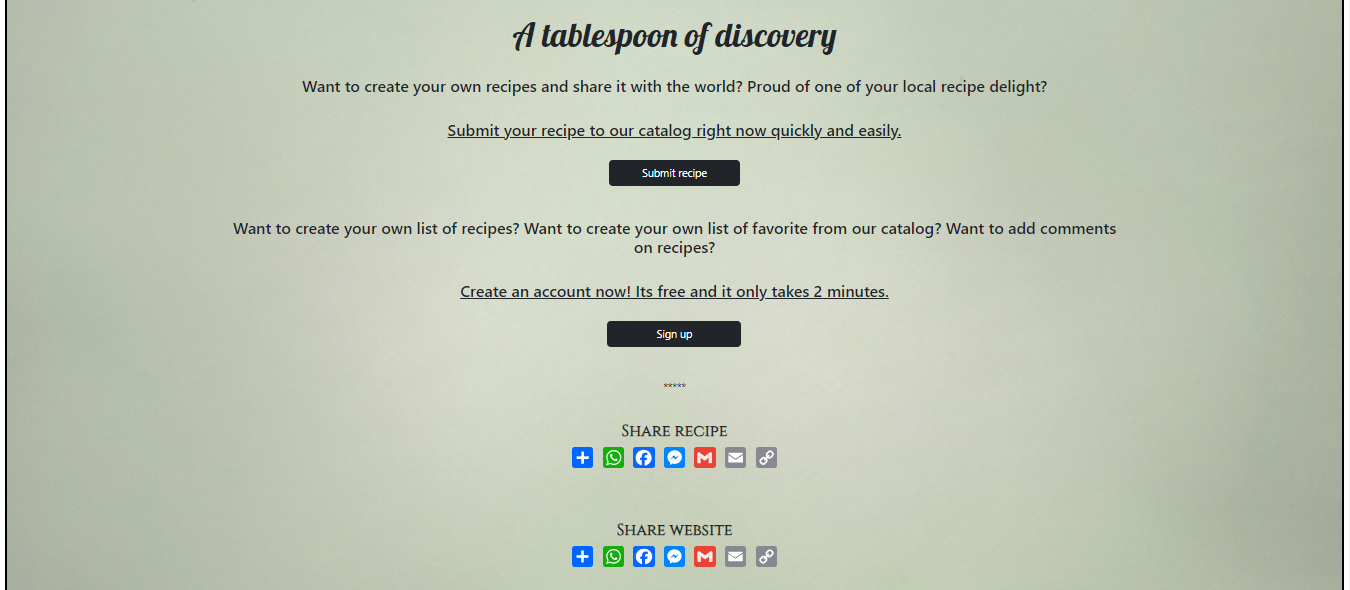 A tablespoon of discovery
Want to create your own recipes and share it with the world? Proud of one of your local recipe delight?
Submit your recipe to our catalog right now quickly and easily.
Submit recipe
Want to create your own list of recipes? Want to create your own list of favorite from our catalog? Want to add comments
on recipes?
Create an account now! Its free and it only takes 2 minutes.
Sign up
*****
Share recipe
Share website